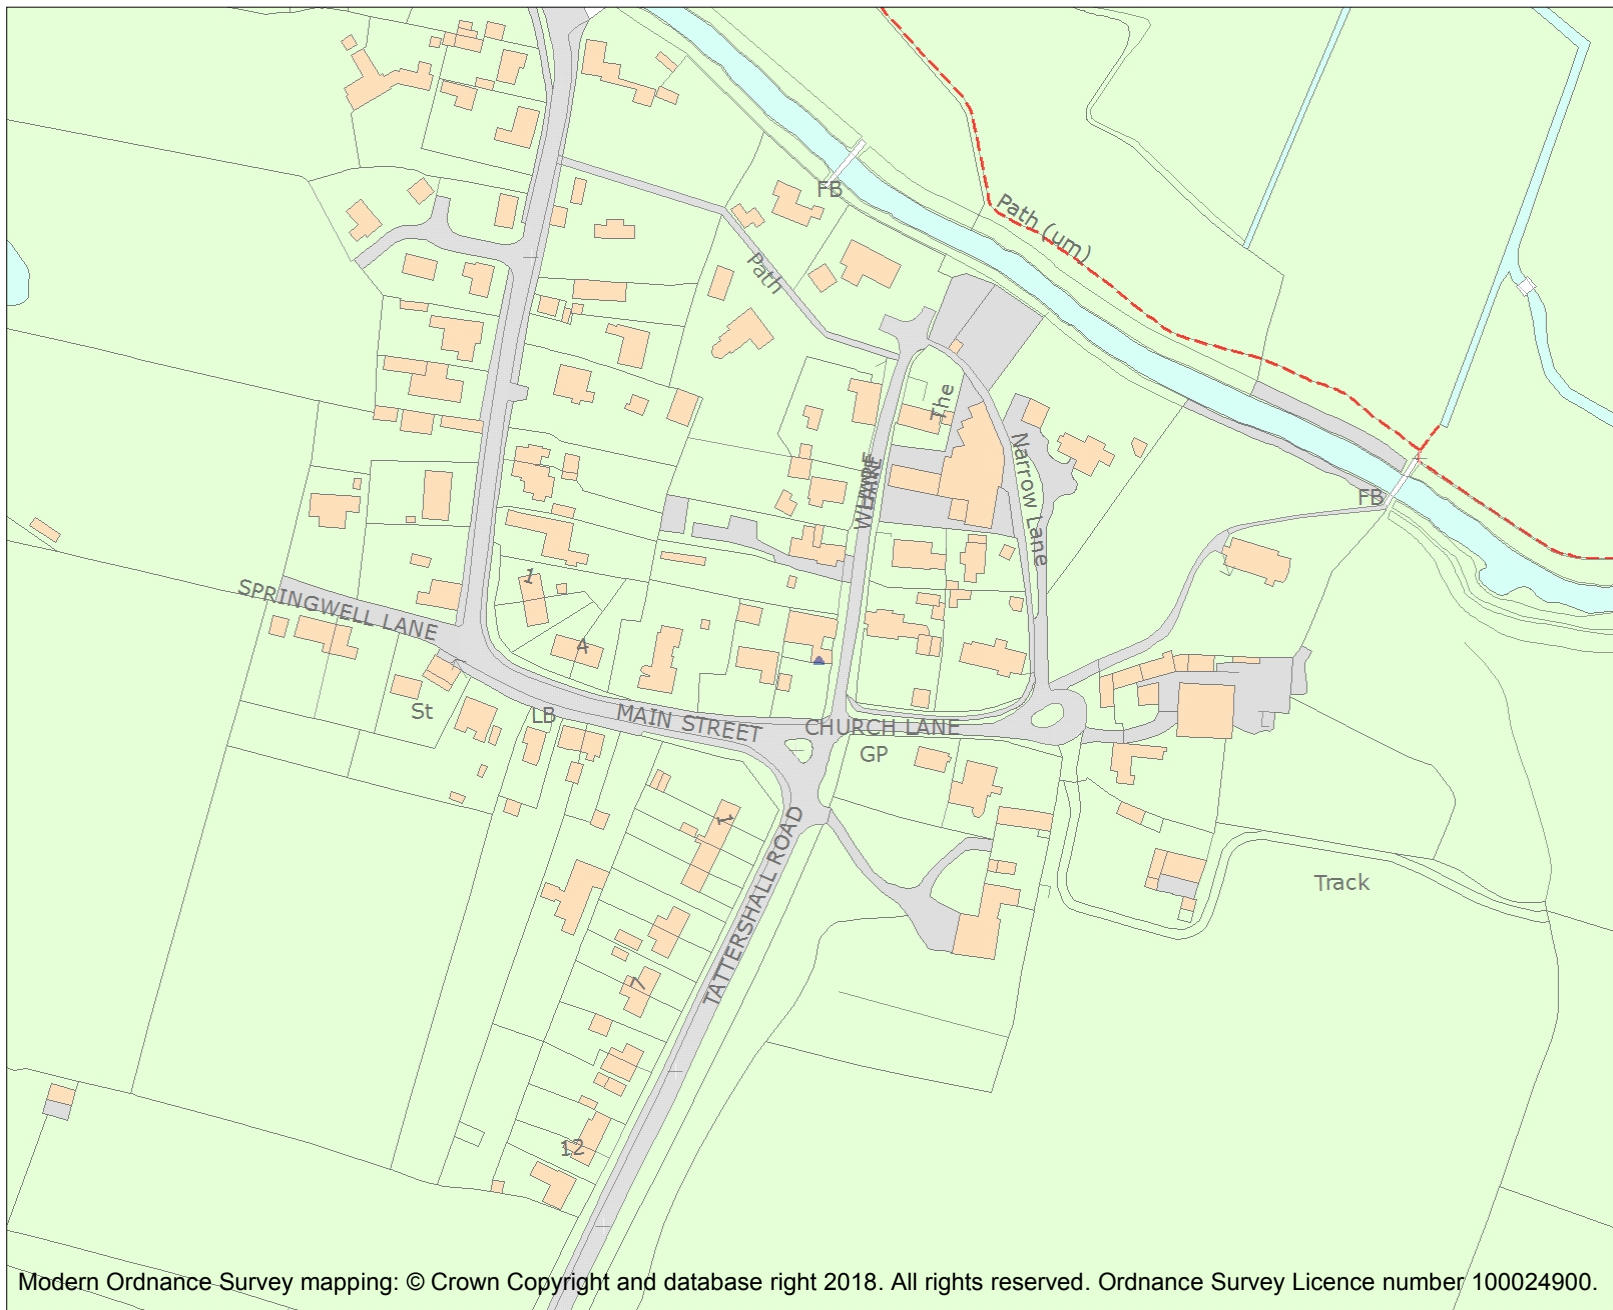 FB
Path (um)
Path
The
Narrow Lane
FB
1
SPRINGWELL LANE
4
St
LB
MAIN STREET
CHURCH LANE
GP
1
TATTERSHALL ROAD
Track
7
12
Modern Ordnance Survey mapping: © Crown Copyright and database right 2018. All rights reserved. Ordnance Survey Licence number 100024900.